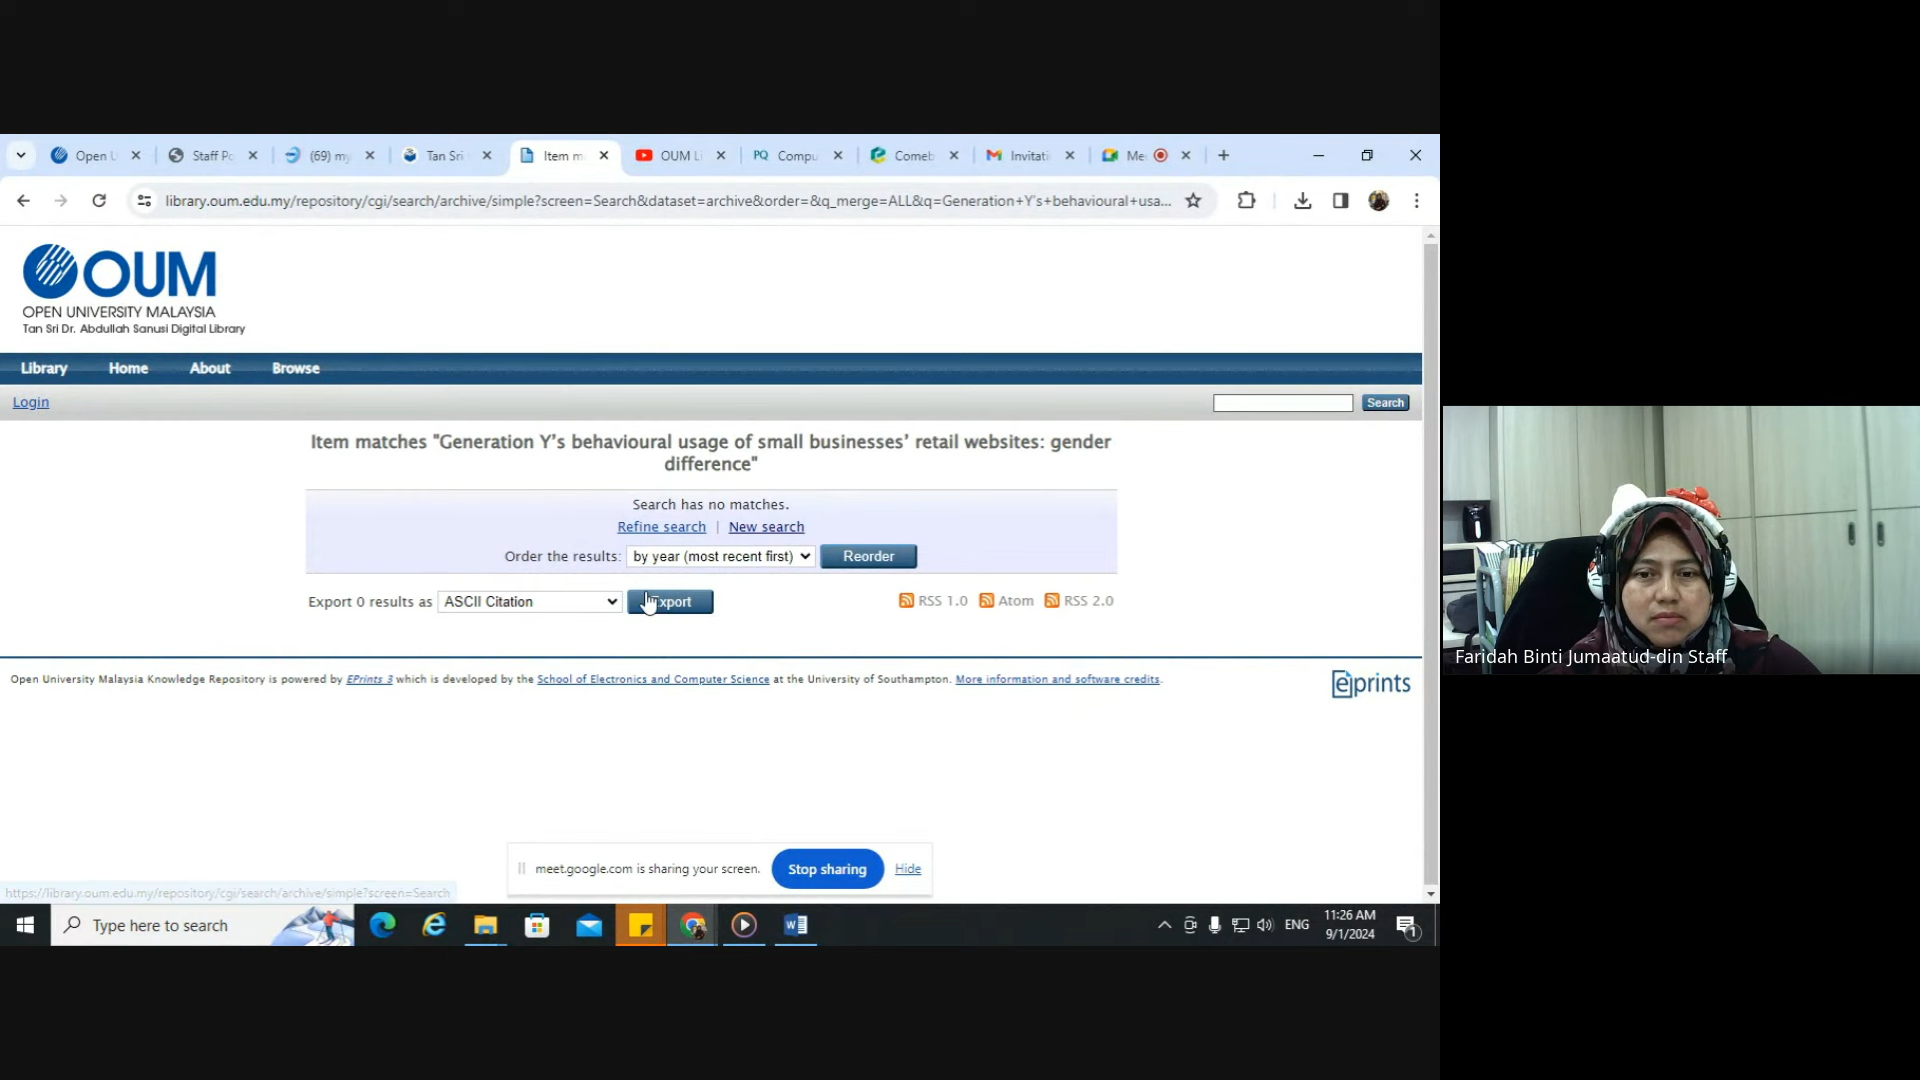 Open U
Staff Po
(69) my
Tan Sri
Item m
OUM Li
PQ Compu
Comeb
Invitati
Me
library.oum.edu.my/repository/cgi/search/archive/simple?screen=Search&dataset=archive&order=&q_merge=ALL&q=Generation+Y's+behavioural+usa...
OUM
OPEN UNIVERSITY MALAYSIA
Tan Sri Dr. Abdullah Sanusi Digital Library
Library Home About Browse
Login
Search
Item matches "Generation Y’s behavioural usage of small businesses’ retail websites: gender
difference"
Search has no matches.
Refine search | New search
Order the results: by year (most recent first) Reorder
Export 0 results as ASCII Citation Export
RSS 1.0 Atom RSS 2.0
Open University Malaysia Knowledge Repository is powered by EPrints 3 which is developed by the School of Electronics and Computer Science at the University of Southampton. More information and software credits.
eprints
meet.google.com is sharing your screen. Stop sharing Hide
https://library.oum.edu.my/repository/cgi/search/archive/simple?screen=Search
Type here to search
ENG
11:26 AM
9/1/2024
1
Faridah Binti Jumaatud-din Staff